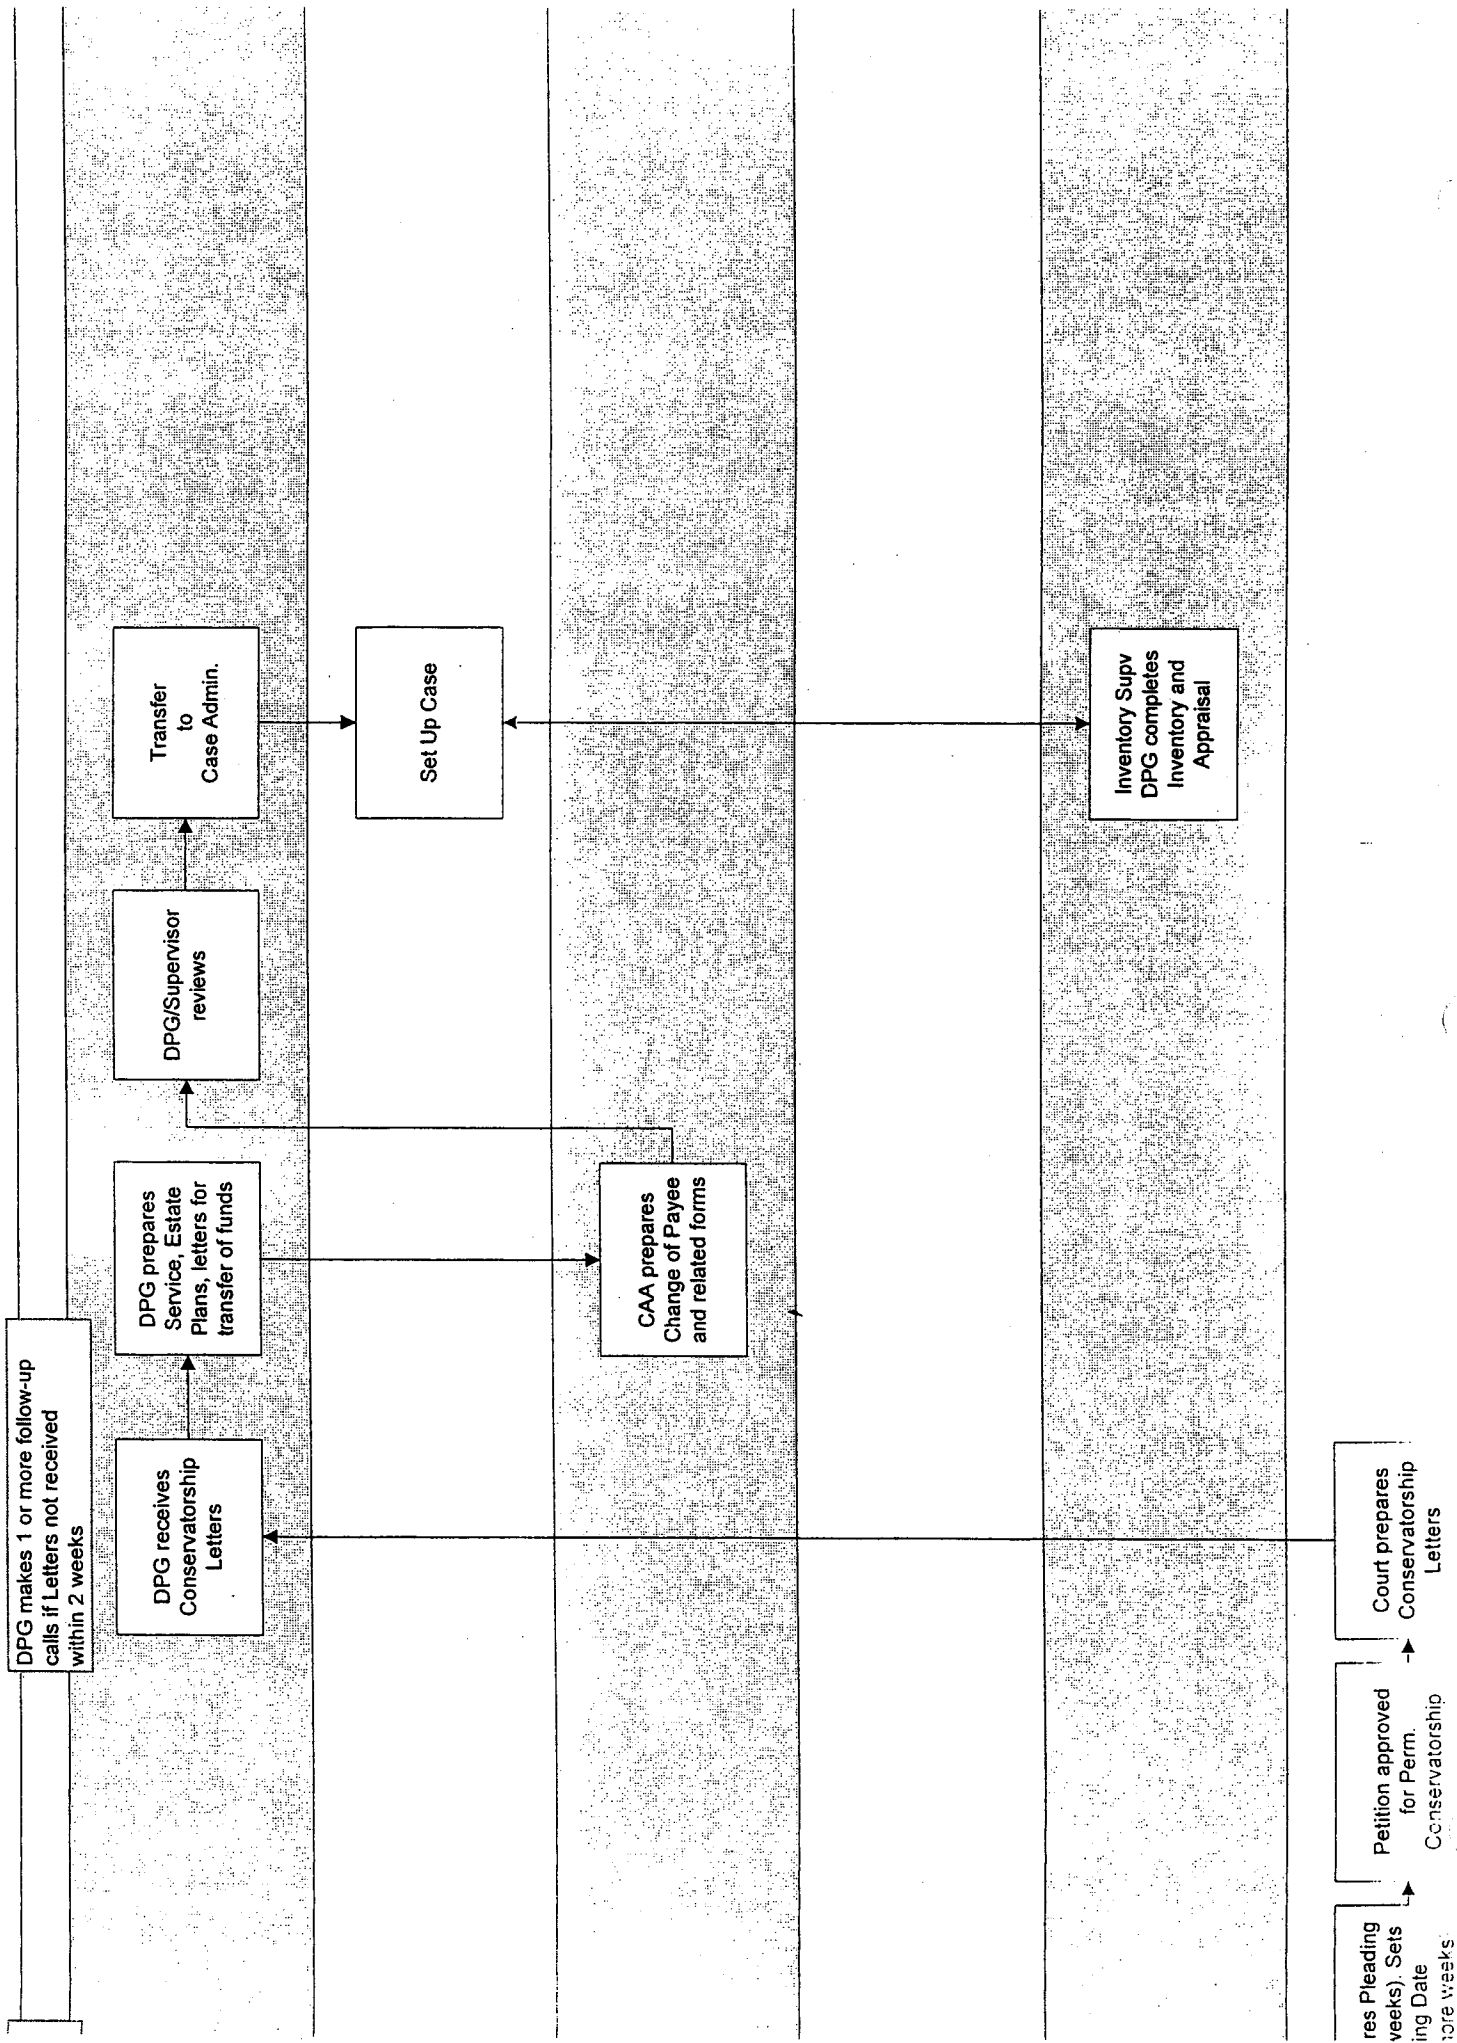 DPG makes 1 or more follow-up
calls if Letters not received
within 2 weeks
DPG receives
Conservatorship
Letters
DPG prepares
Service, Estate
Plans, letters for
transfer of funds
DPG/Supervisor
reviews
Transfer
to
Case Admin.
Set Up Case
CAA prepares
Change of Payee
and related forms
Inventory Supv
DPG completes
Inventory and
Appraisal
res Pleading
weeks). Sets
ing Date
more weeks
Petition approved
for Perm.
Conservatorship
Court prepares
Conservatorship
Letters